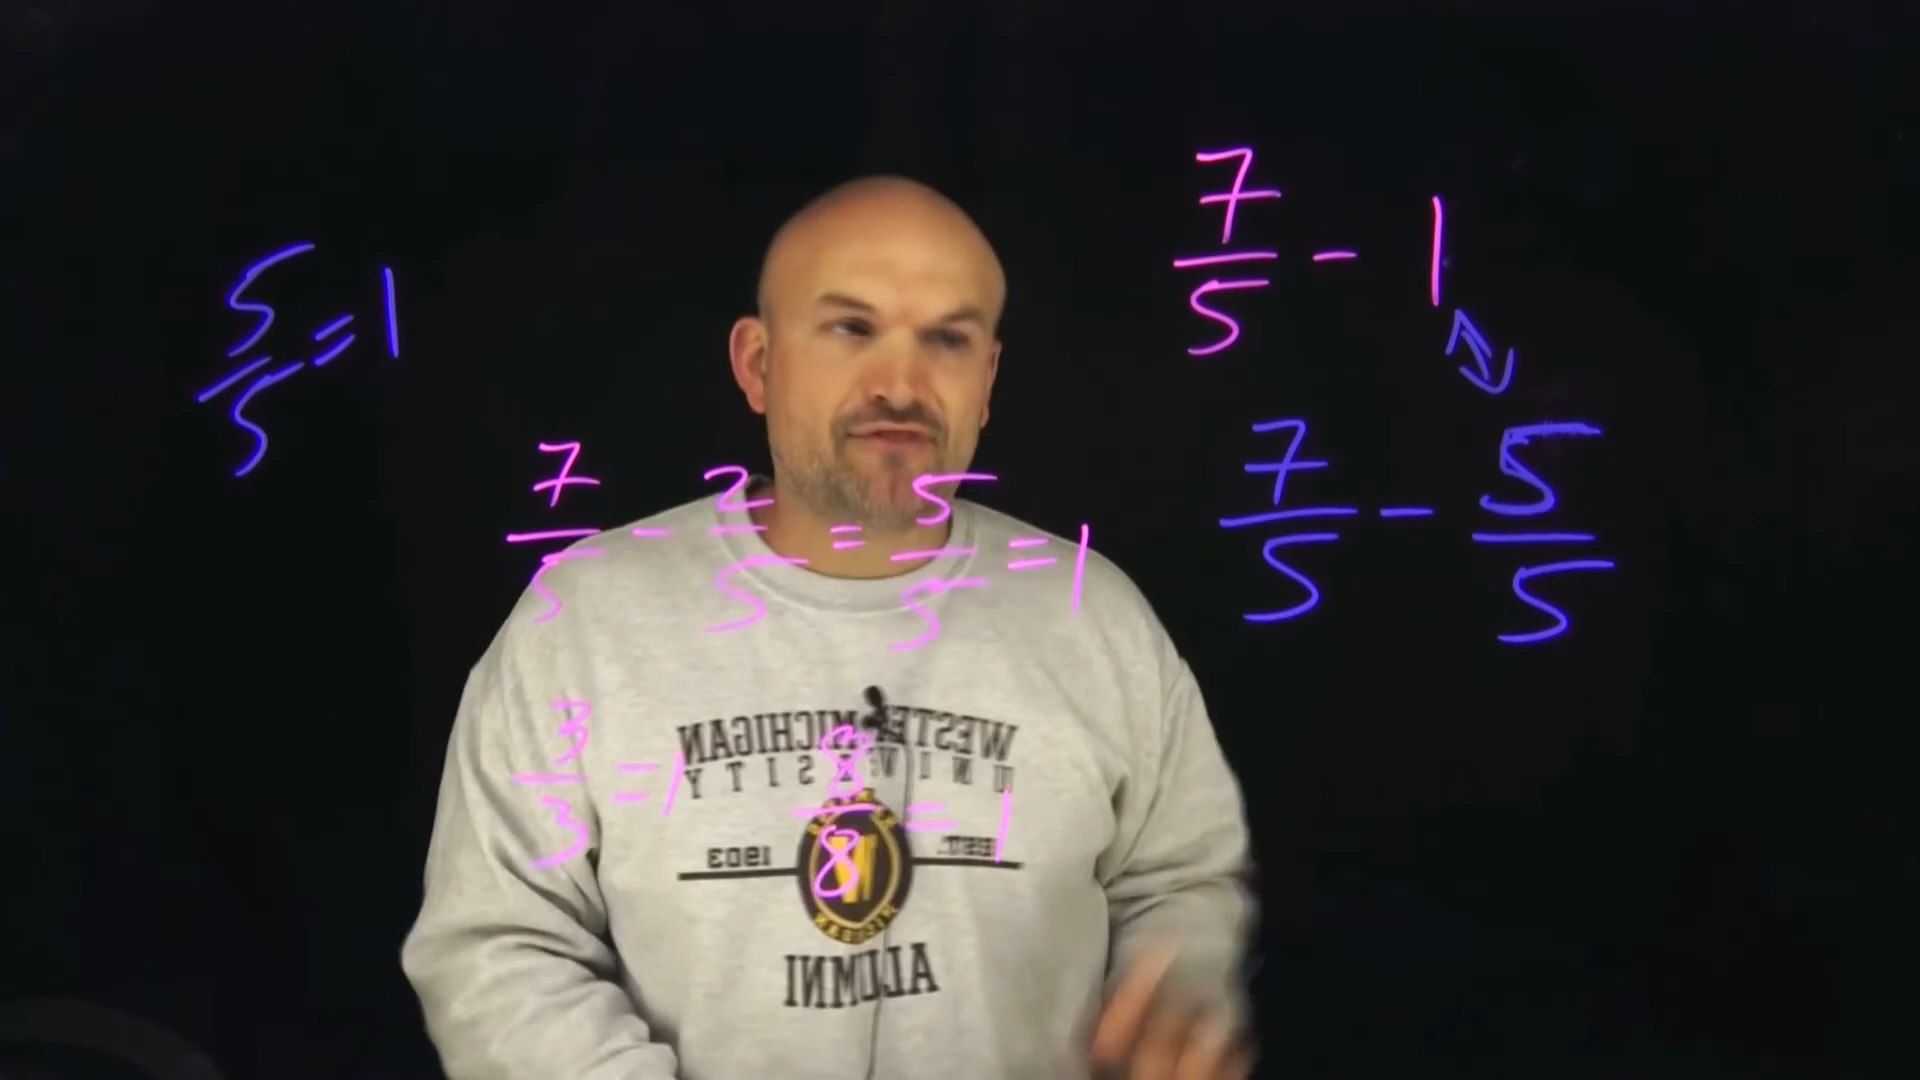 5/5 = 1
7/5 - 1
7/5 - 5/5
7/5 - 2/5 = 5/5 = 1
3/3 = 1
8/8 = 1
WESTERN MICHIGAN
UNIVERSITY
EST. 1903
ALUMNI